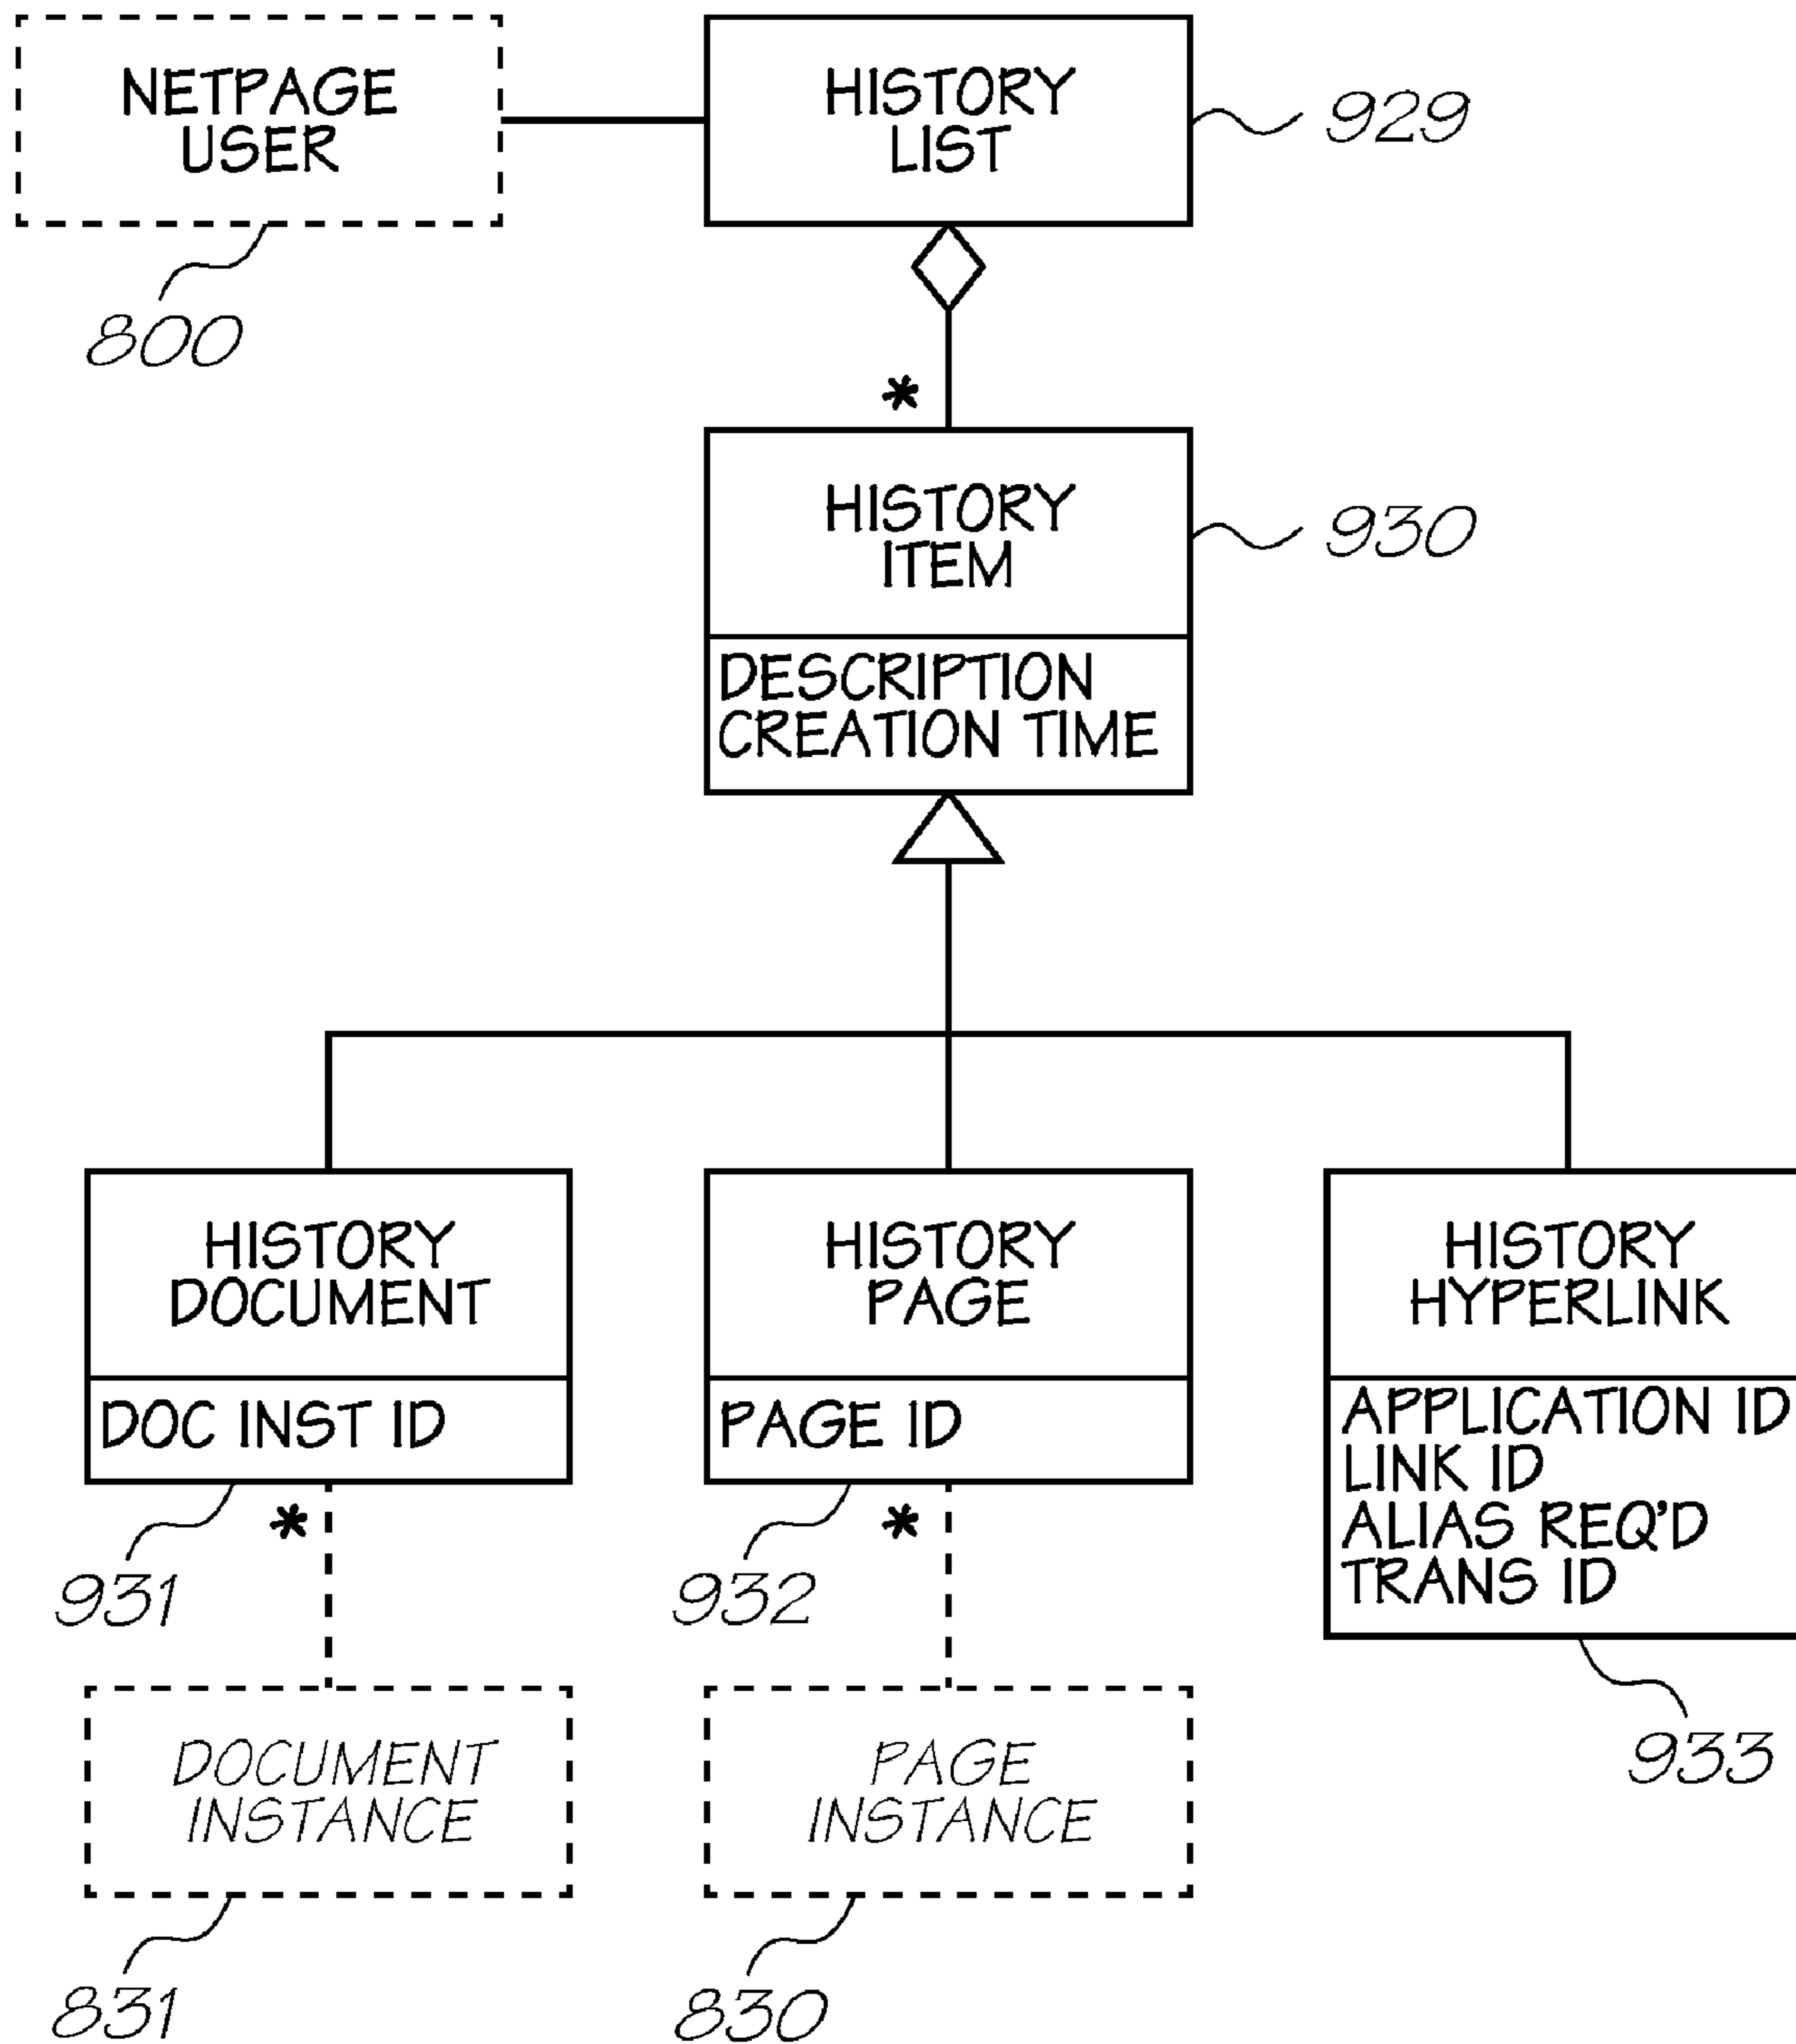 NETPAGE
USER
HISTORY
LIST
929
800
*
HISTORY
ITEM
930
DESCRIPTION
CREATION TIME
HISTORY
DOCUMENT
HISTORY
PAGE
HISTORY
HYPERLINK
DOC INST ID
PAGE ID
APPLICATION ID
LINK ID
ALIAS REQ'D
TRANS ID
*
*
931
932
933
DOCUMENT
INSTANCE
PAGE
INSTANCE
831
830